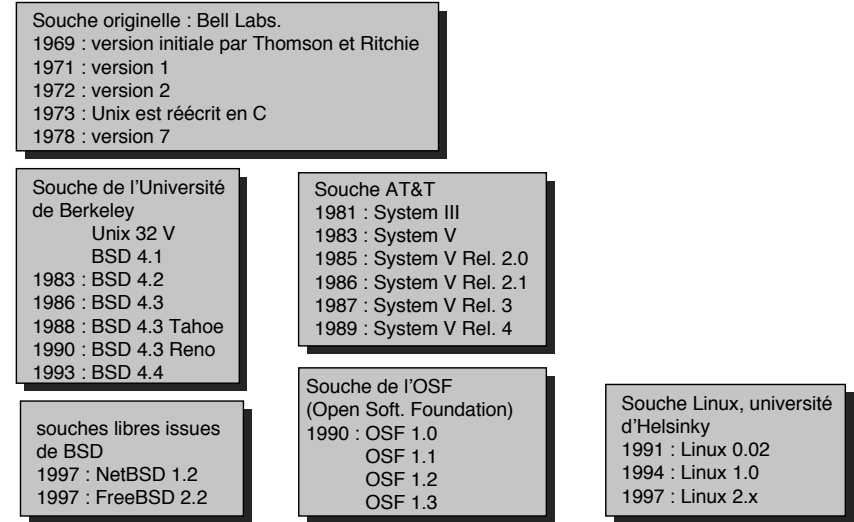 Souche originelle : Bell Labs.
1969 : version initiale par Thomson et Ritchie
1971 : version 1
1972 : version 2
1973 : Unix est réécrit en C
1978 : version 7
Souche de l'Université
de Berkeley
Unix 32 V
BSD 4.1
1983 : BSD 4.2
1986 : BSD 4.3
1988 : BSD 4.3 Tahoe
1990 : BSD 4.3 Reno
1993 : BSD 4.4
Souche AT&T
1981 : System III
1983 : System V
1985 : System V Rel. 2.0
1986 : System V Rel. 2.1
1987 : System V Rel. 3
1989 : System V Rel. 4
souches libres issues
de BSD
1997 : NetBSD 1.2
1997 : FreeBSD 2.2
Souche de l'OSF
(Open Soft. Foundation)
1990 : OSF 1.0
OSF 1.1
OSF 1.2
OSF 1.3
Souche Linux, université
d'Helsinky
1991 : Linux 0.02
1994 : Linux 1.0
1997 : Linux 2.x